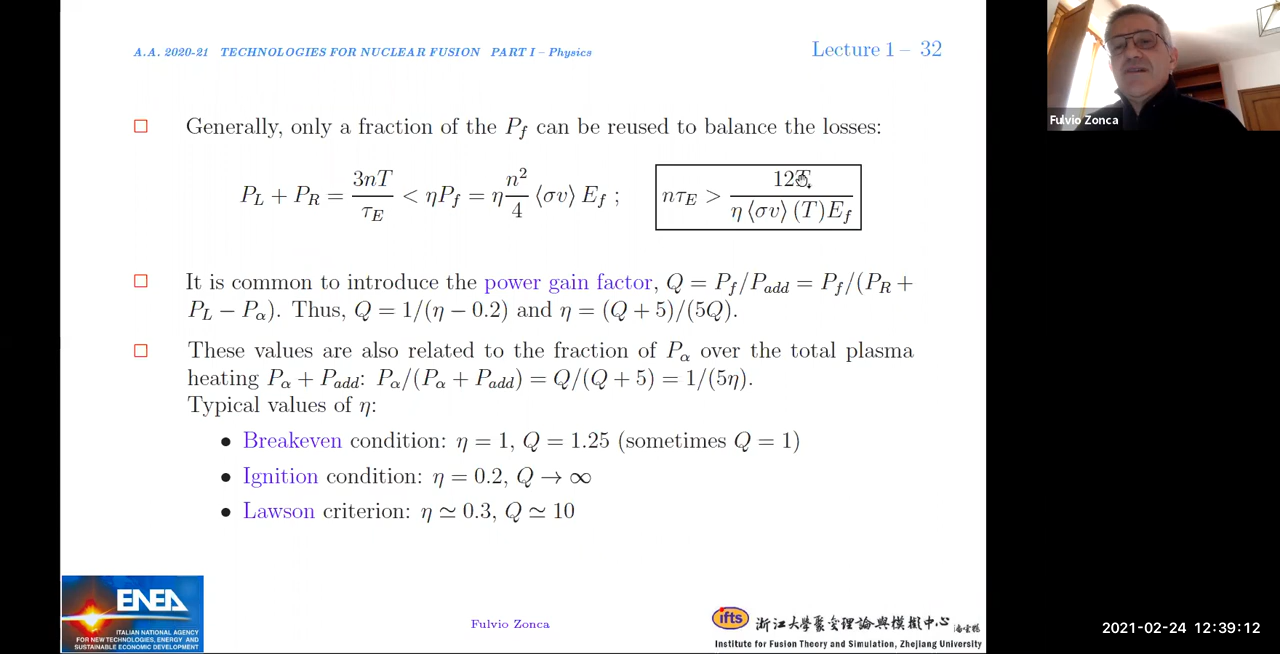 A.A. 2020-21 TECHNOLOGIES FOR NUCLEAR FUSION PART I – Physics
Lecture 1 – 32
Generally, only a fraction of the P_f can be reused to balance the losses:
P_L + P_R = 3nT/τ_E < ηP_f = η n²/4 ⟨σv⟩ E_f ;
nτ_E > 12T/η⟨σv⟩(T)E_f
It is common to introduce the power gain factor, Q = P_f/P_add = P_f/(P_R +
P_L − P_α). Thus, Q = 1/(η − 0.2) and η = (Q + 5)/(5Q).
These values are also related to the fraction of P_α over the total plasma
heating P_α + P_add: P_α/(P_α + P_add) = Q/(Q + 5) = 1/(5η).
Typical values of η:
• Breakeven condition: η = 1, Q = 1.25 (sometimes Q = 1)
• Ignition condition: η = 0.2, Q → ∞
• Lawson criterion: η ≃ 0.3, Q ≃ 10
Fulvio Zonca
ENEA
ITALIAN NATIONAL AGENCY
FOR NEW TECHNOLOGIES, ENERGY AND
SUSTAINABLE ECONOMIC DEVELOPMENT
Fulvio Zonca
ifts
浙江大學聚变理論與模擬中心
Institute for Fusion Theory and Simulation, Zhejiang University
2021-02-24 12:39:12